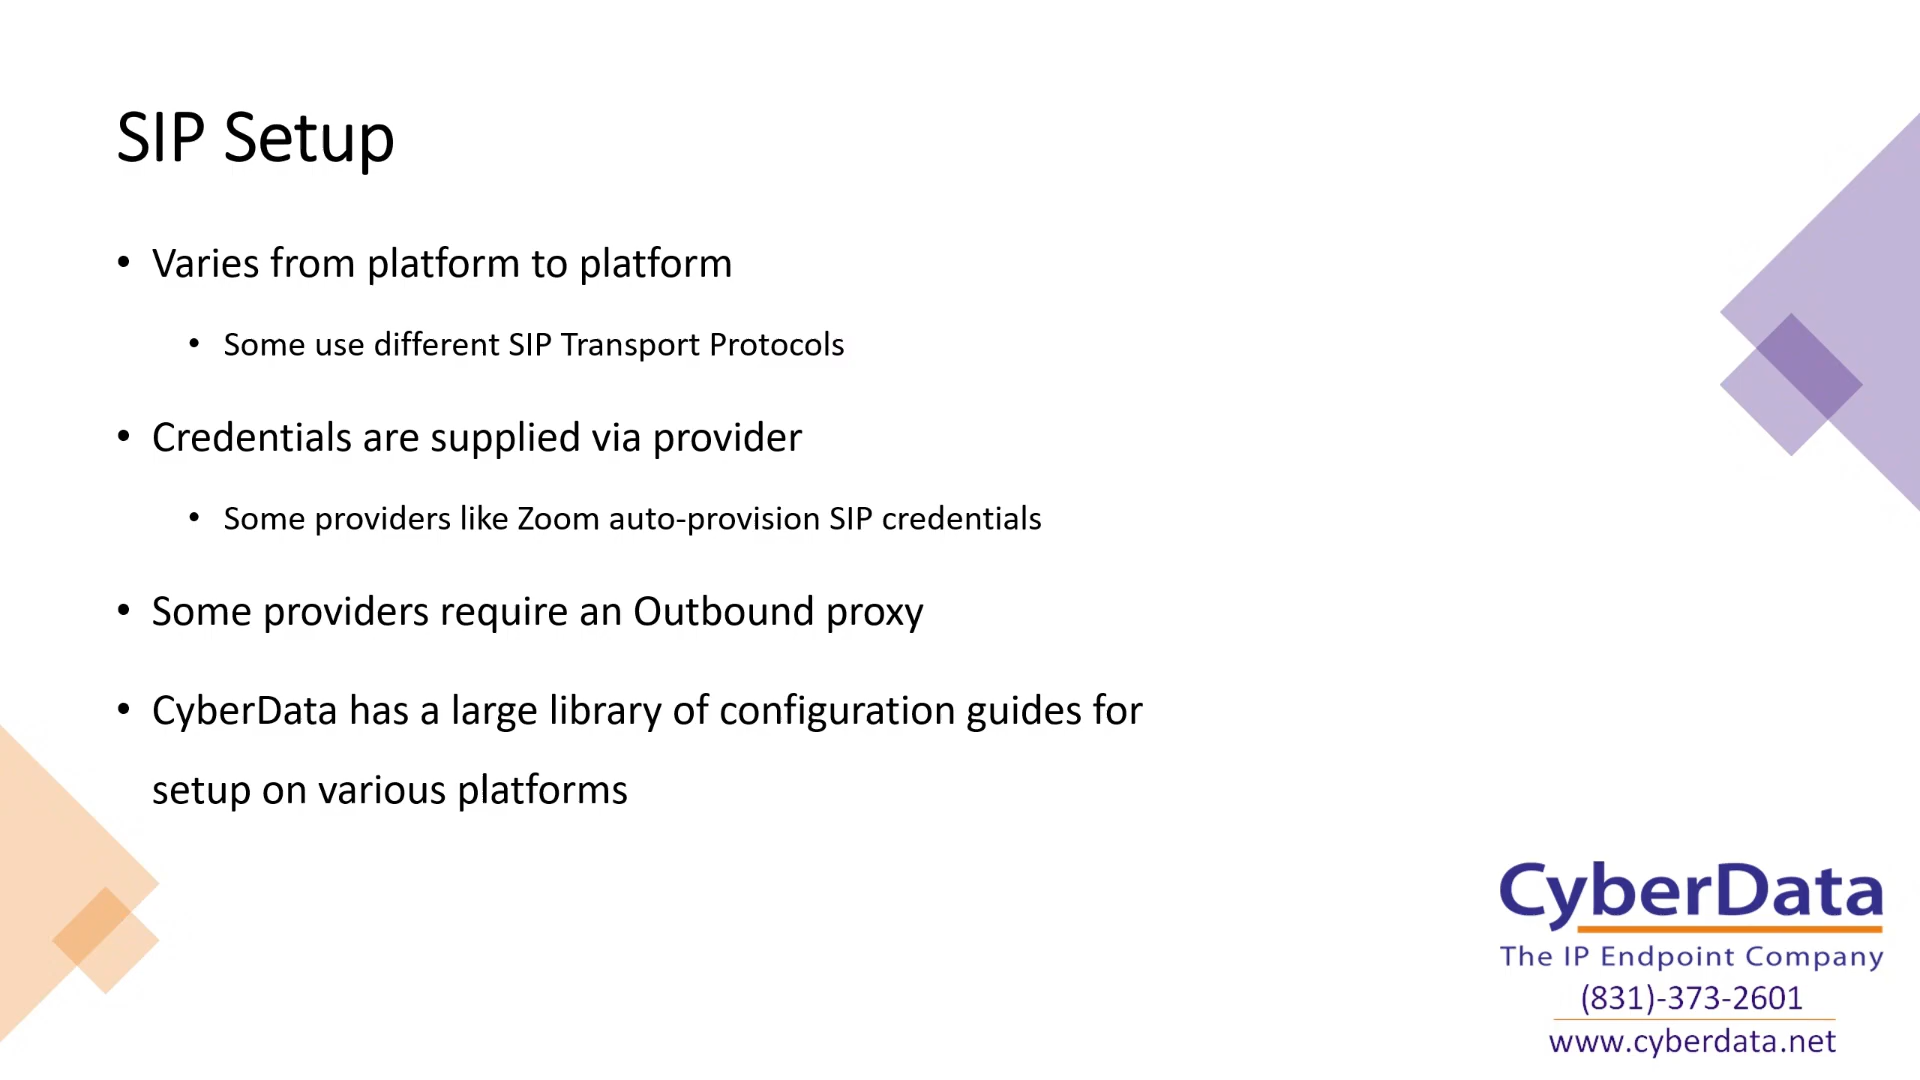 SIP Setup
• Varies from platform to platform
• Some use different SIP Transport Protocols
• Credentials are supplied via provider
• Some providers like Zoom auto-provision SIP credentials
• Some providers require an Outbound proxy
• CyberData has a large library of configuration guides for
setup on various platforms
CyberData
The IP Endpoint Company
(831)-373-2601
www.cyberdata.net